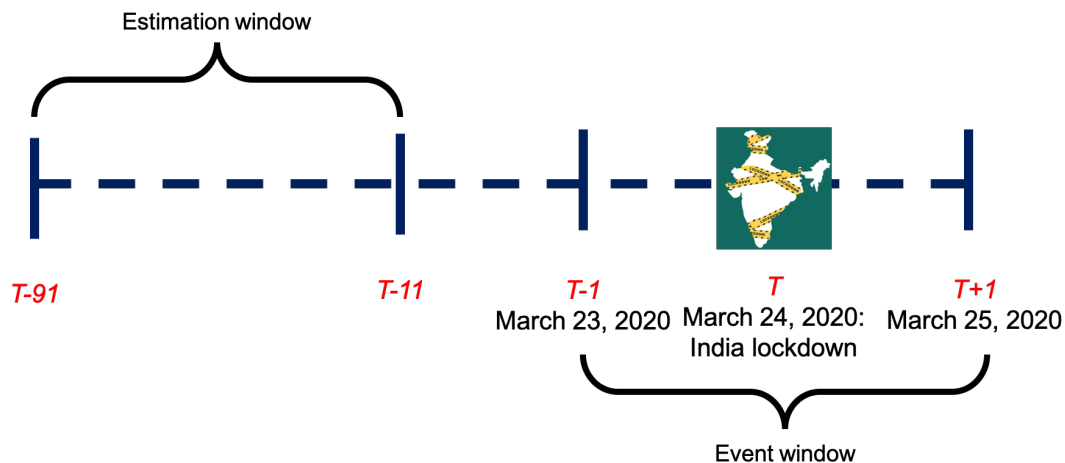 Estimation window
T-91
T-11
T-1
T
T+1
March 23, 2020
March 24, 2020:
India lockdown
March 25, 2020
Event window